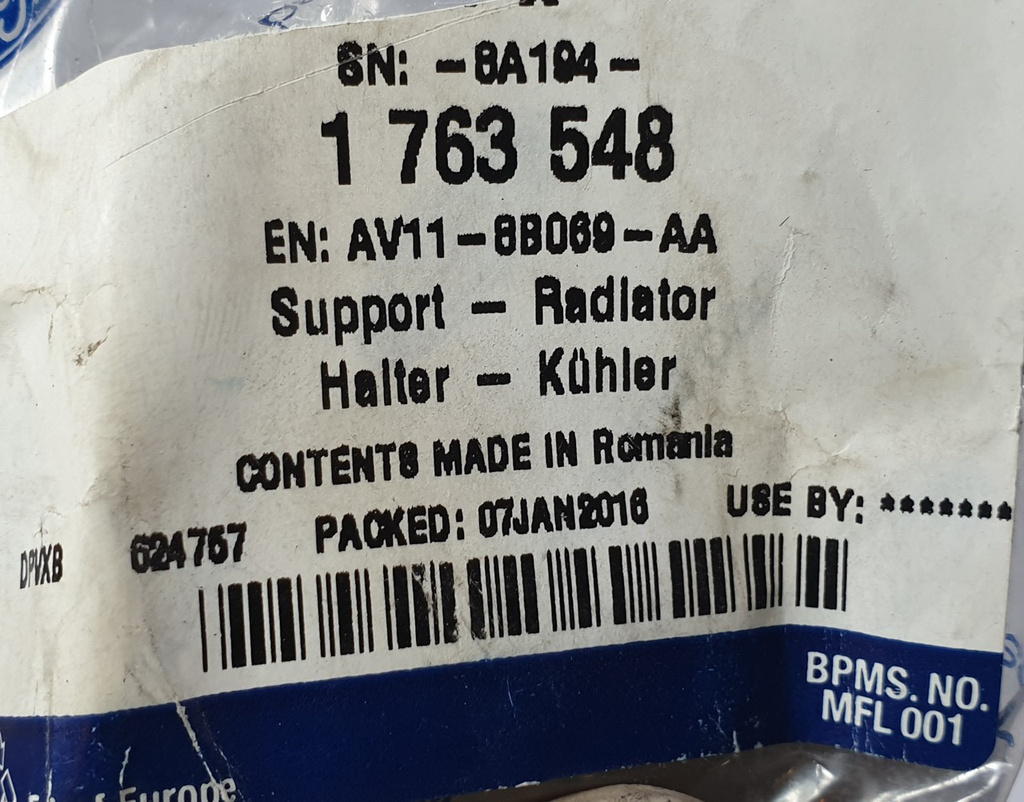 SN: -8A194-
1 763 548
EN: AV11-8B069-AA
Support - Radiator
Halter - Kühler
CONTENTS MADE IN Romania
DPVXB 624757 PACKED: 07JAN2016 USE BY: *******
BPMS. NO.
MFL 001
of Europe